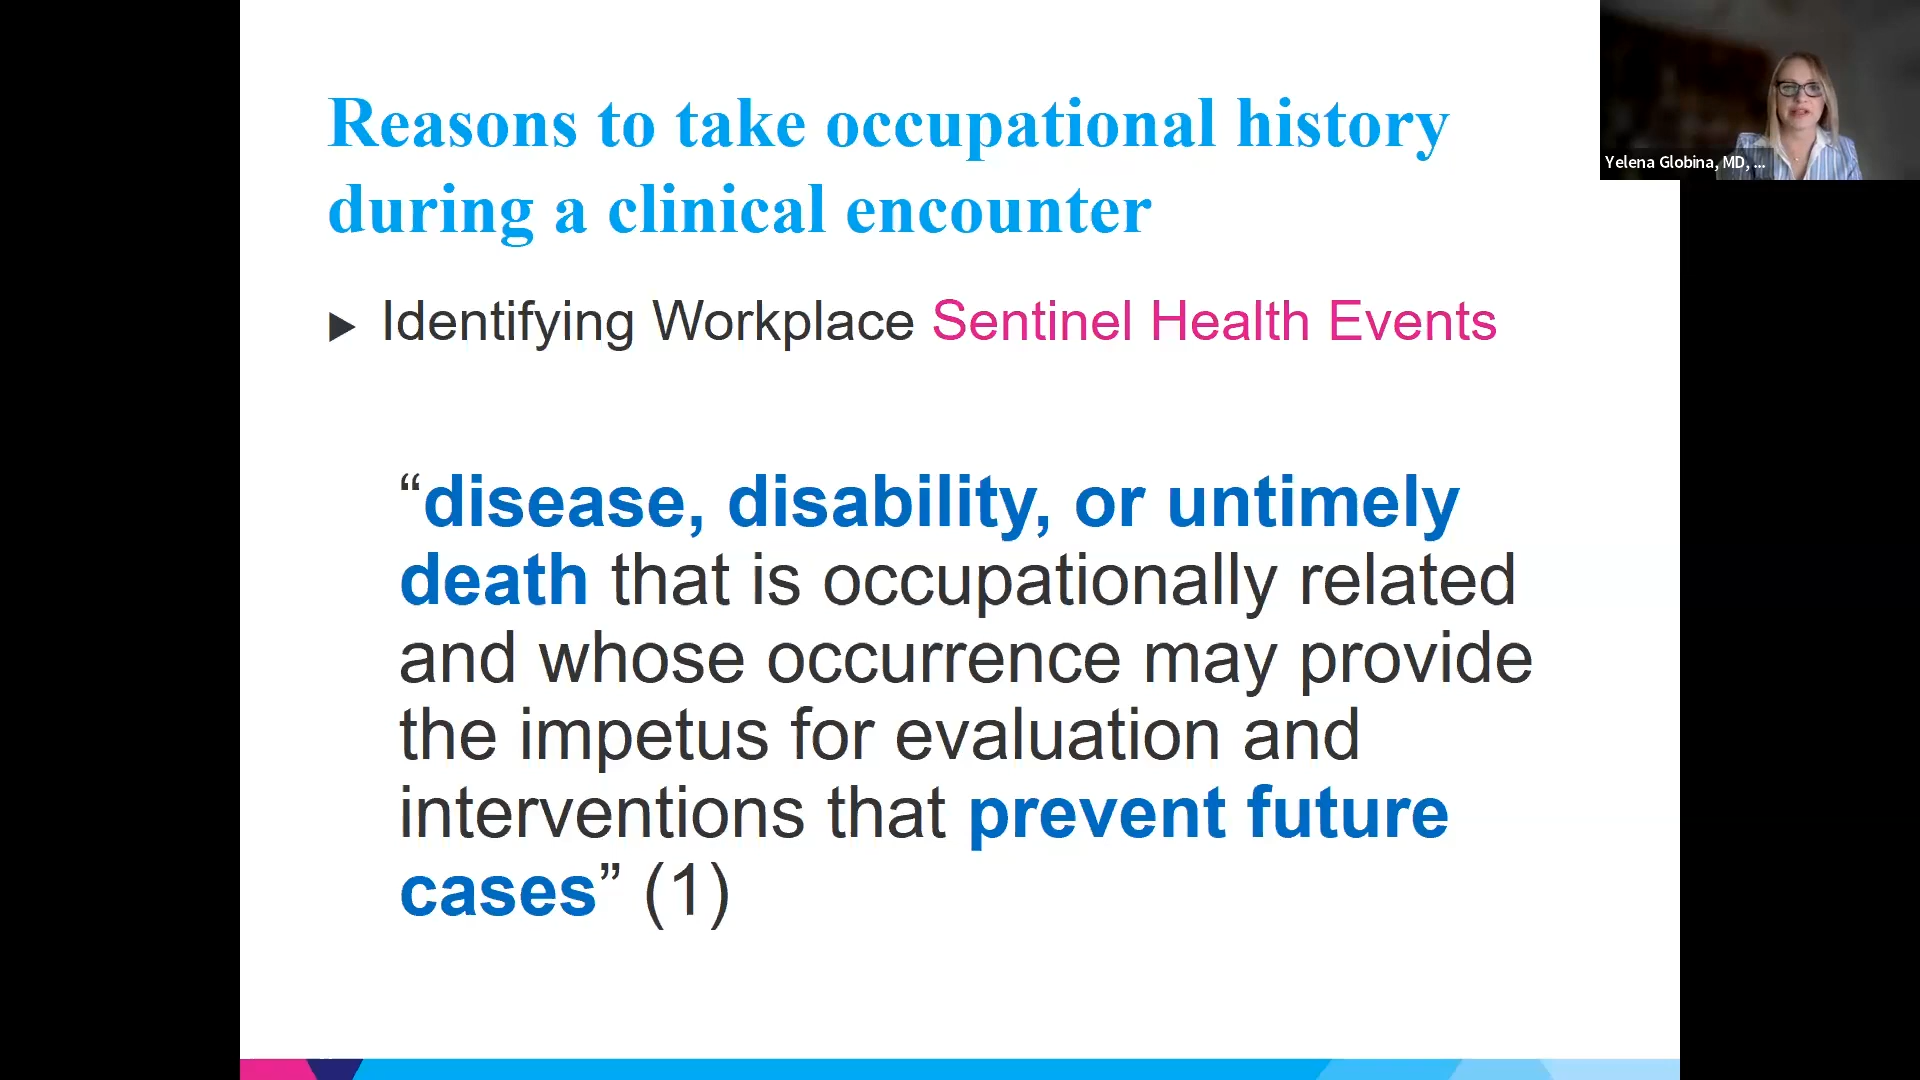 Reasons to take occupational history
during a clinical encounter
▶ Identifying Workplace Sentinel Health Events
“disease, disability, or untimely
death that is occupationally related
and whose occurrence may provide
the impetus for evaluation and
interventions that prevent future
cases” (1)
Yelena Globina, MD, ...